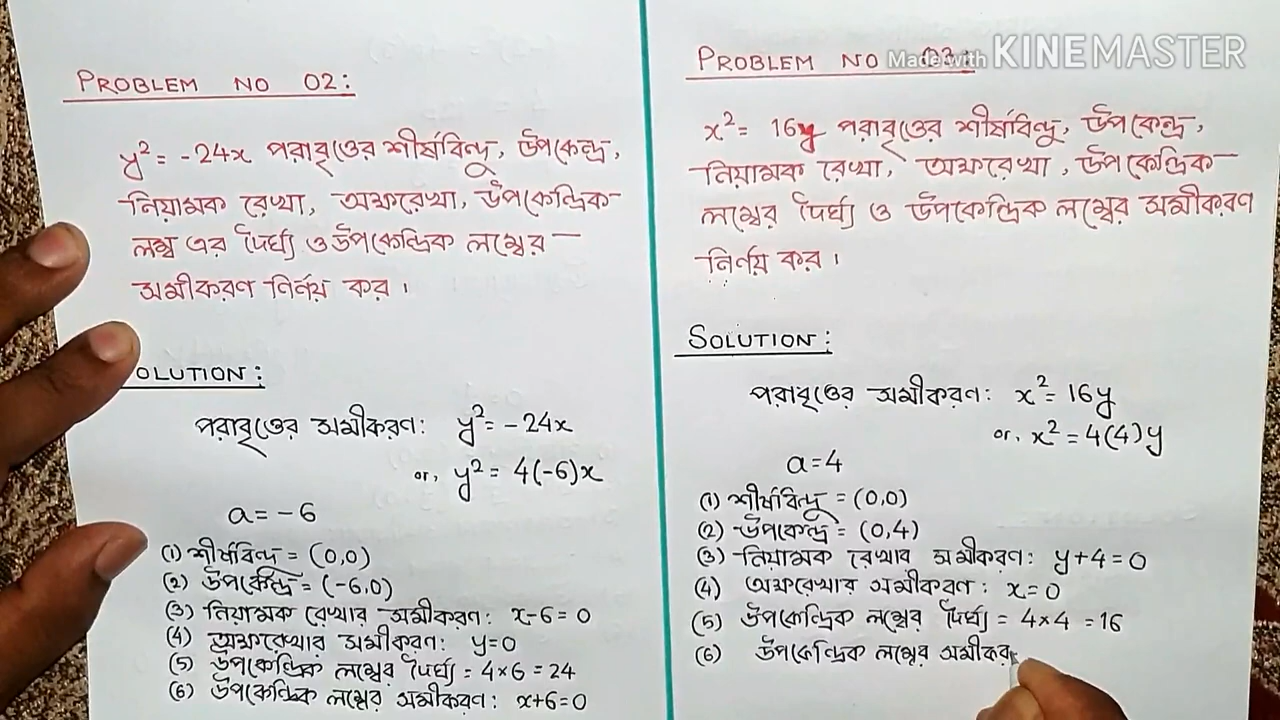 PROBLEM NO 02:
y² = -24x পরাবৃত্তের শীর্ষবিন্দু, উপকেন্দ্র,
নিয়ামক রেখা, অক্ষরেখা, উপকেন্দ্রিক
লম্ব এর দৈর্ঘ্য ও উপকেন্দ্রিক লম্বের
সমীকরণ নির্নয় কর।
OLUTION:
পরাবৃত্তের সমীকরণ: y² = -24x
or, y² = 4(-6)x
a = -6
(1) শীর্ষবিন্দু = (0,0)
(2) উপকেন্দ্র = (-6,0)
(3) নিয়ামক রেখার সমীকরণ: x-6=0
(4) অক্ষরেখার সমীকরণ: y=0
(5) উপকেন্দ্রিক লম্বের দৈর্ঘ্য = 4×6 = 24
(6) উপকেন্দ্রিক লম্বের সমীকরণ: x+6=0
PROBLEM NO 03:
Made with KINEMASTER
x² = 16y পরাবৃত্তের শীর্ষবিন্দু, উপকেন্দ্র,
নিয়ামক রেখা, অক্ষরেখা, উপকেন্দ্রিক
লম্বের দৈর্ঘ্য ও উপকেন্দ্রিক লম্বের সমীকরণ
নির্ণয় কর।
SOLUTION:
পরাবৃত্তের সমীকরণ: x² = 16y
or, x² = 4(4)y
a = 4
(1) শীর্ষবিন্দু = (0,0)
(2) উপকেন্দ্র = (0,4)
(3) নিয়ামক রেখার সমীকরণ: y+4=0
(4) অক্ষরেখার সমীকরণ: x=0
(5) উপকেন্দ্রিক লম্বের দৈর্ঘ্য = 4×4 = 16
(6) উপকেন্দ্রিক লম্বের সমীকর